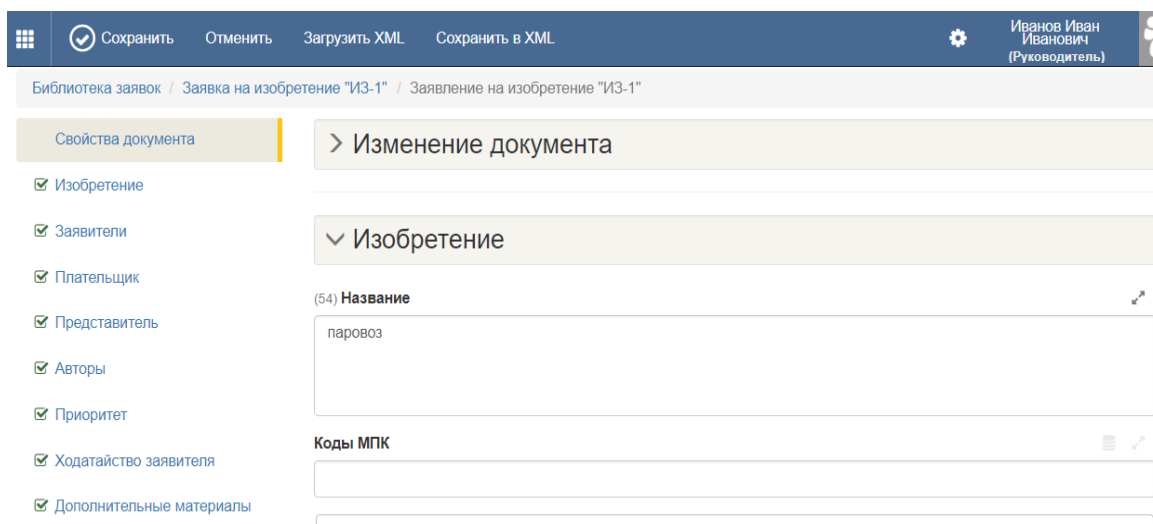 Сохранить Отменить Загрузить XML Сохранить в XML
Иванов Иван
Иванович
(Руководитель)
Библиотека заявок / Заявка на изобретение "ИЗ-1" / Заявление на изобретение "ИЗ-1"
Свойства документа
Изобретение
Заявители
Плательщик
Представитель
Авторы
Приоритет
Ходатайство заявителя
Дополнительные материалы
Изменение документа
Изобретение
(54) Название
паровоз
Коды МПК